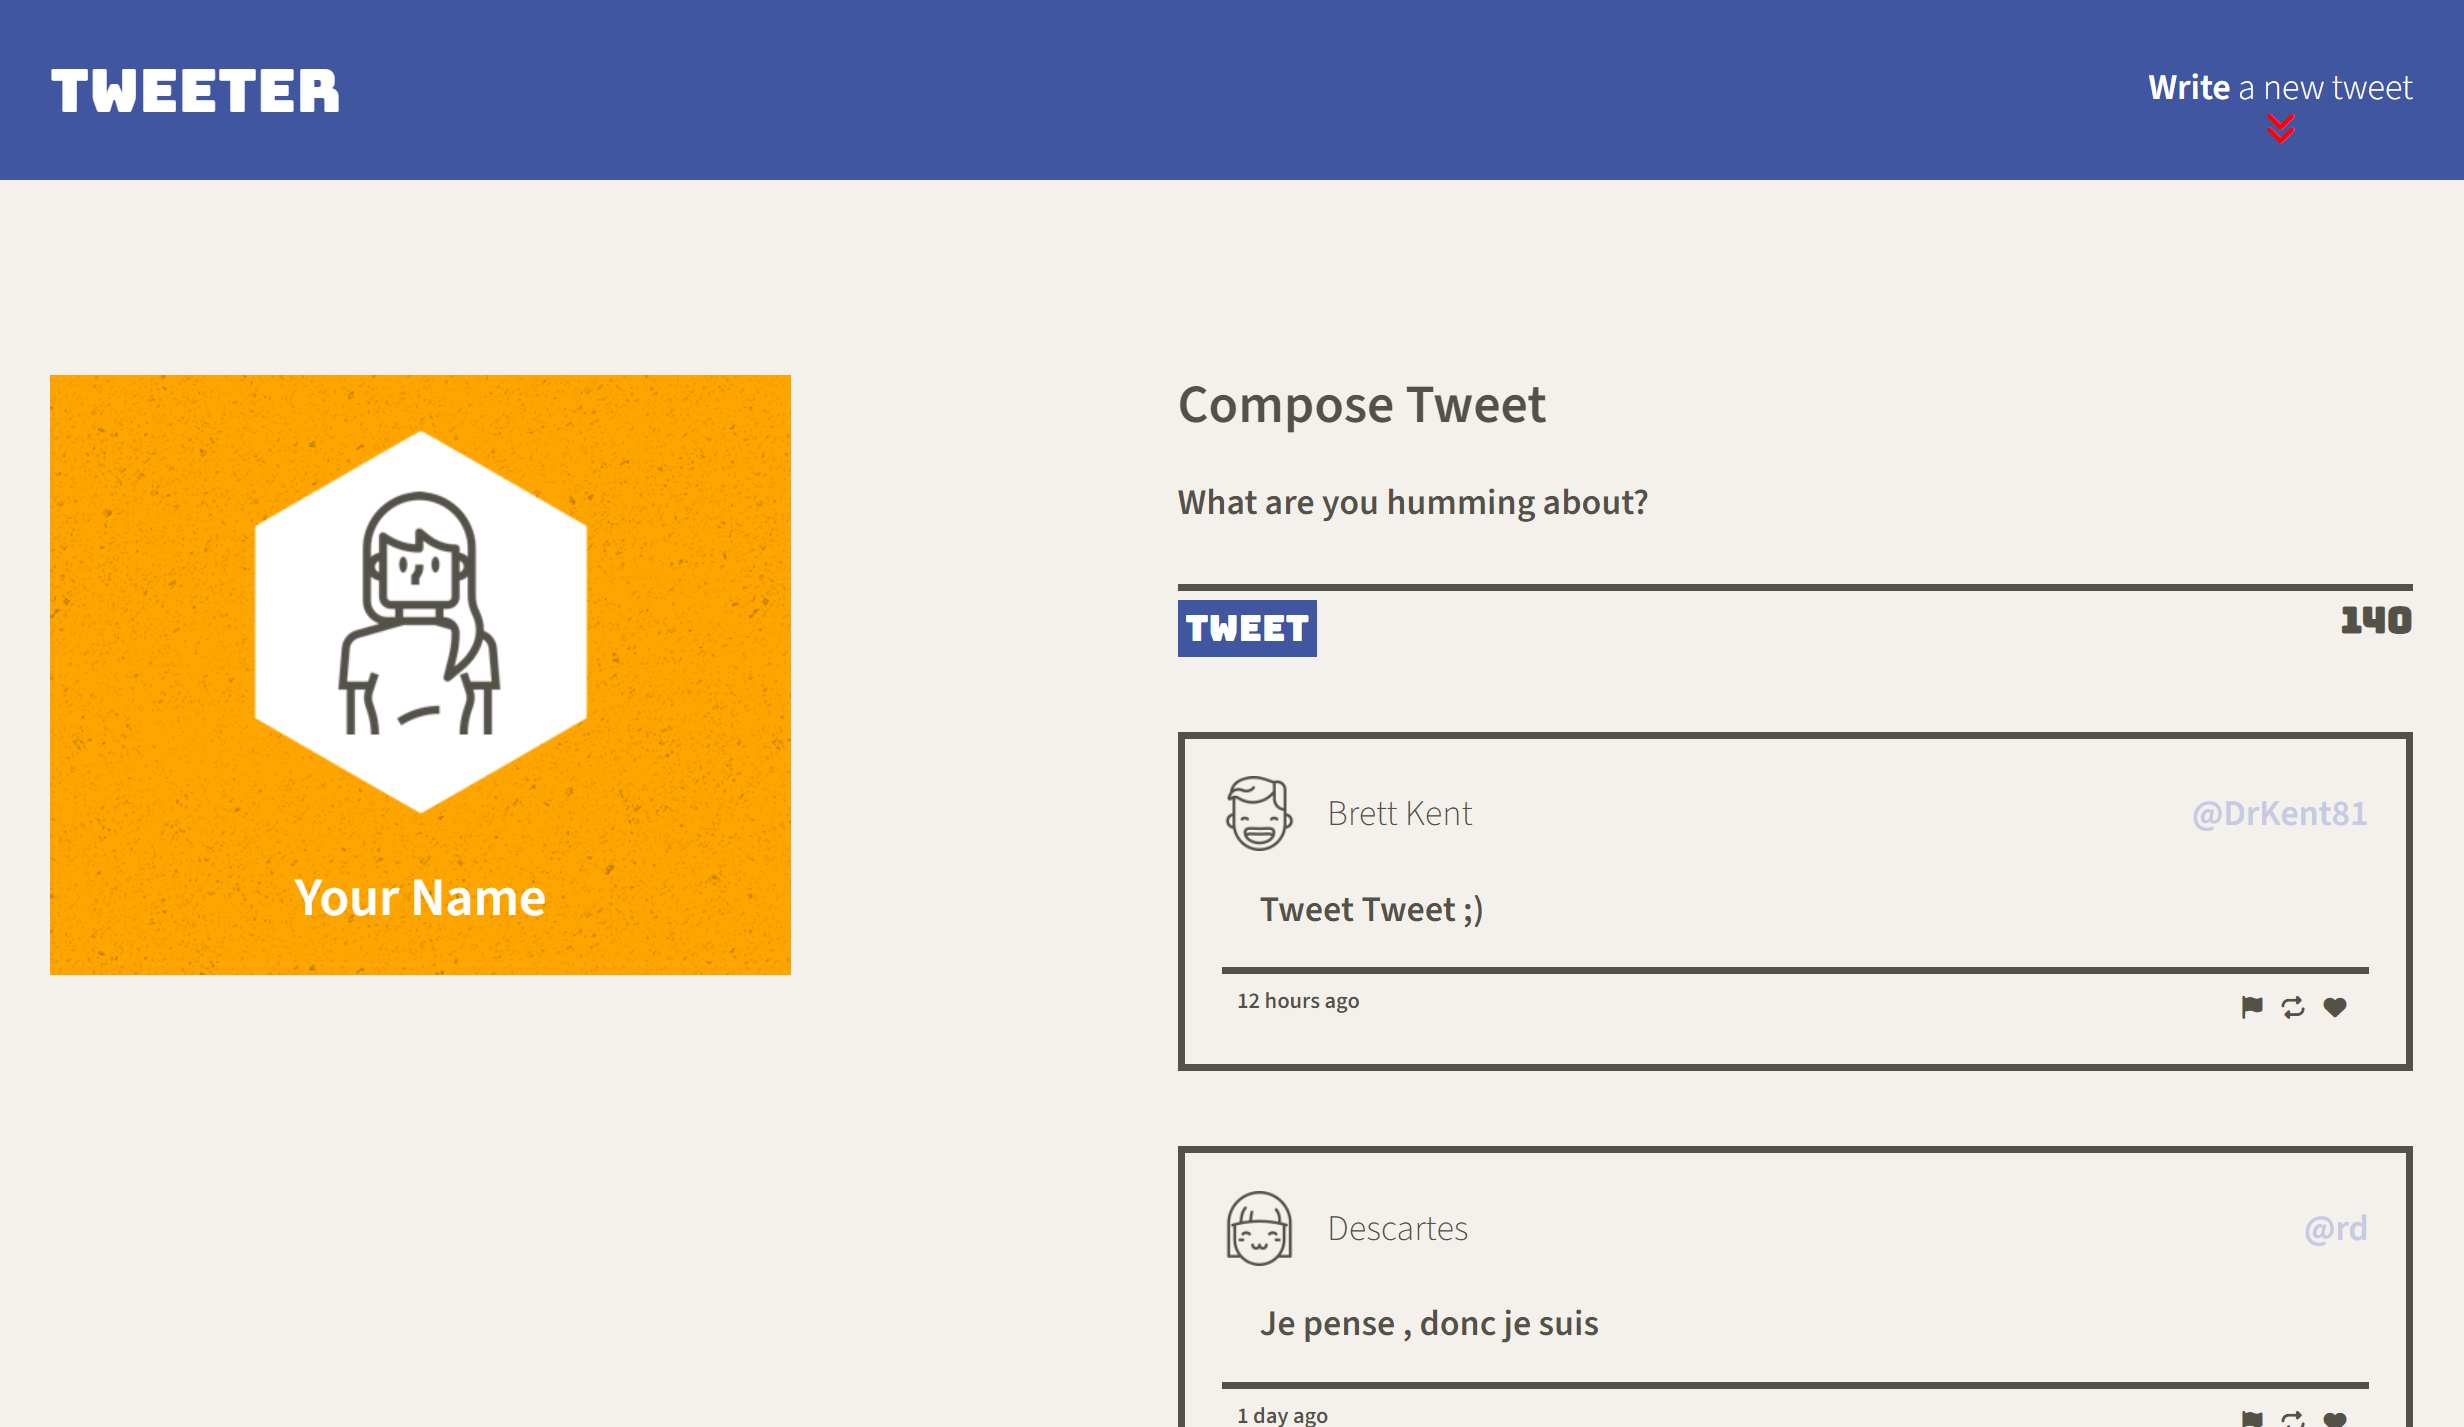 TWEETER
Write a new tweet
Your Name
Compose Tweet
What are you humming about?
TWEET
140
Brett Kent
@DrKent81
Tweet Tweet ;)
12 hours ago
Descartes
@rd
Je pense , donc je suis
1 day ago